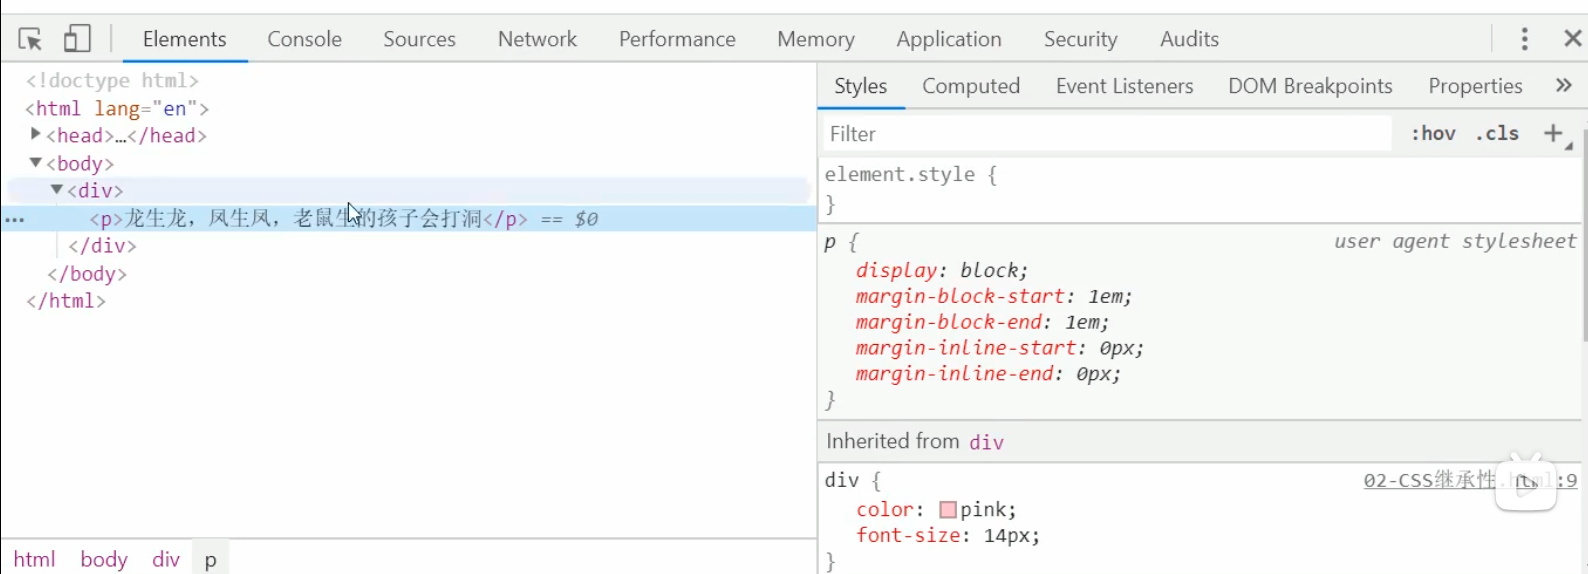 Elements Console Sources Network Performance Memory Application Security Audits
<!doctype html>
<html lang="en">
<head>…</head>
<body>
<div>
<p>龙生龙，凤生凤，老鼠生的孩子会打洞</p> == $0
</div>
</body>
</html>
html body div p
Styles Computed Event Listeners DOM Breakpoints Properties
Filter :hov .cls
element.style {
}
p { user agent stylesheet
display: block;
margin-block-start: 1em;
margin-block-end: 1em;
margin-inline-start: 0px;
margin-inline-end: 0px;
}
Inherited from div
div { 02-CSS继承性.html:9
color: pink;
font-size: 14px;
}